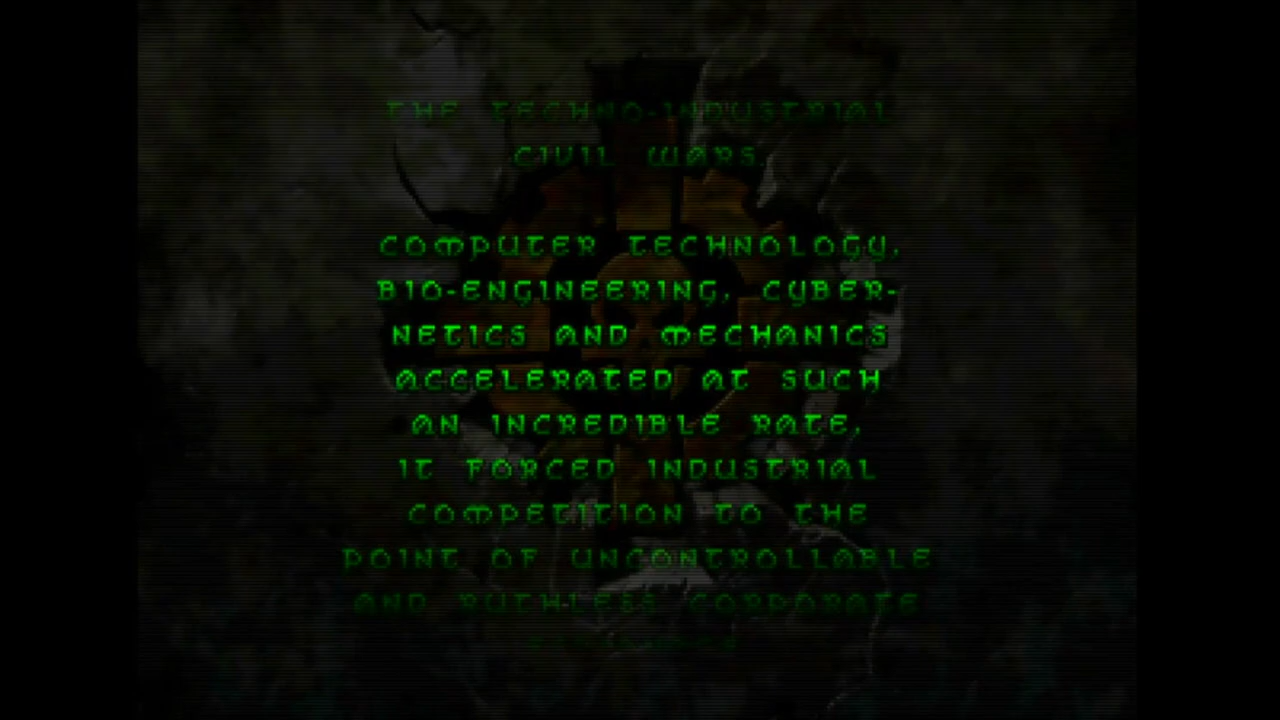 THE TECHNO-INDUSTRIAL
CIVIL WARS.
COMPUTER TECHNOLOGY,
BIO-ENGINEERING, CYBER-
NETICS AND MECHANICS
ACCELERATED AT SUCH
AN INCREDIBLE RATE,
IT FORCED INDUSTRIAL
COMPETITION TO THE
POINT OF UNCONTROLLABLE
AND RUTHLESS CORPORATE